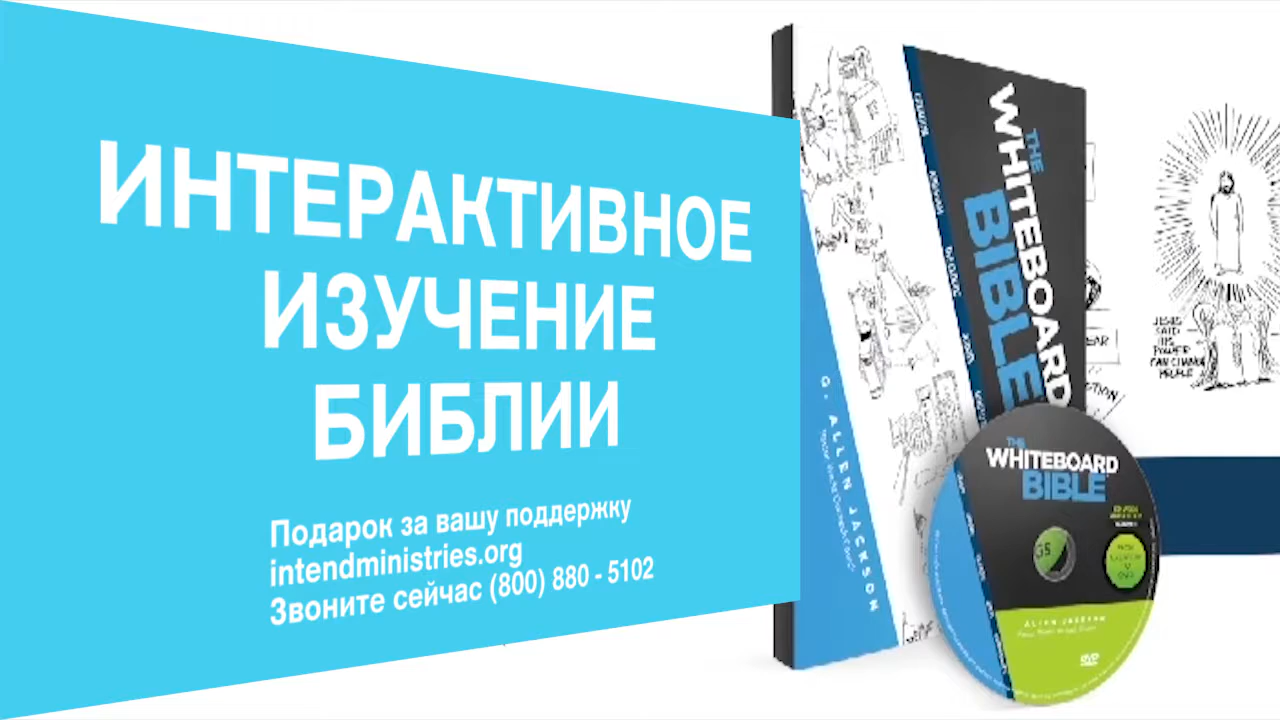 ИНТЕРАКТИВНОЕ
ИЗУЧЕНИЕ
БИБЛИИ
Подарок за вашу поддержку
intendministries.org
Звоните сейчас (800) 880 - 5102
THE
WHITEBOARD
BIBLE
G. ALLEN JACKSON
JESUS
SAID
HIS
POWER
CAN CHANGE
PEOPLE
THE
WHITEBOARD
BIBLE
ALLEN JACKSON
DVD